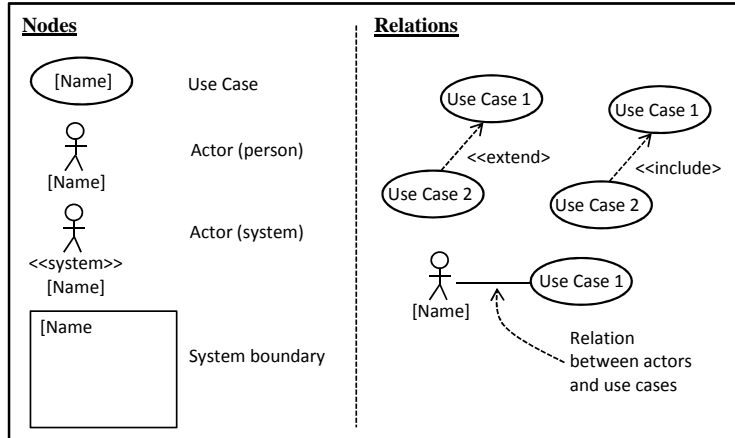 Nodes
[Name]
Use Case
[Name]
Actor (person)
<<system>>
[Name]
Actor (system)
[Name
System boundary
Relations
Use Case 1
<<extend>
Use Case 2
Use Case 1
<<include>
Use Case 2
[Name]
Use Case 1
Relation
between actors
and use cases